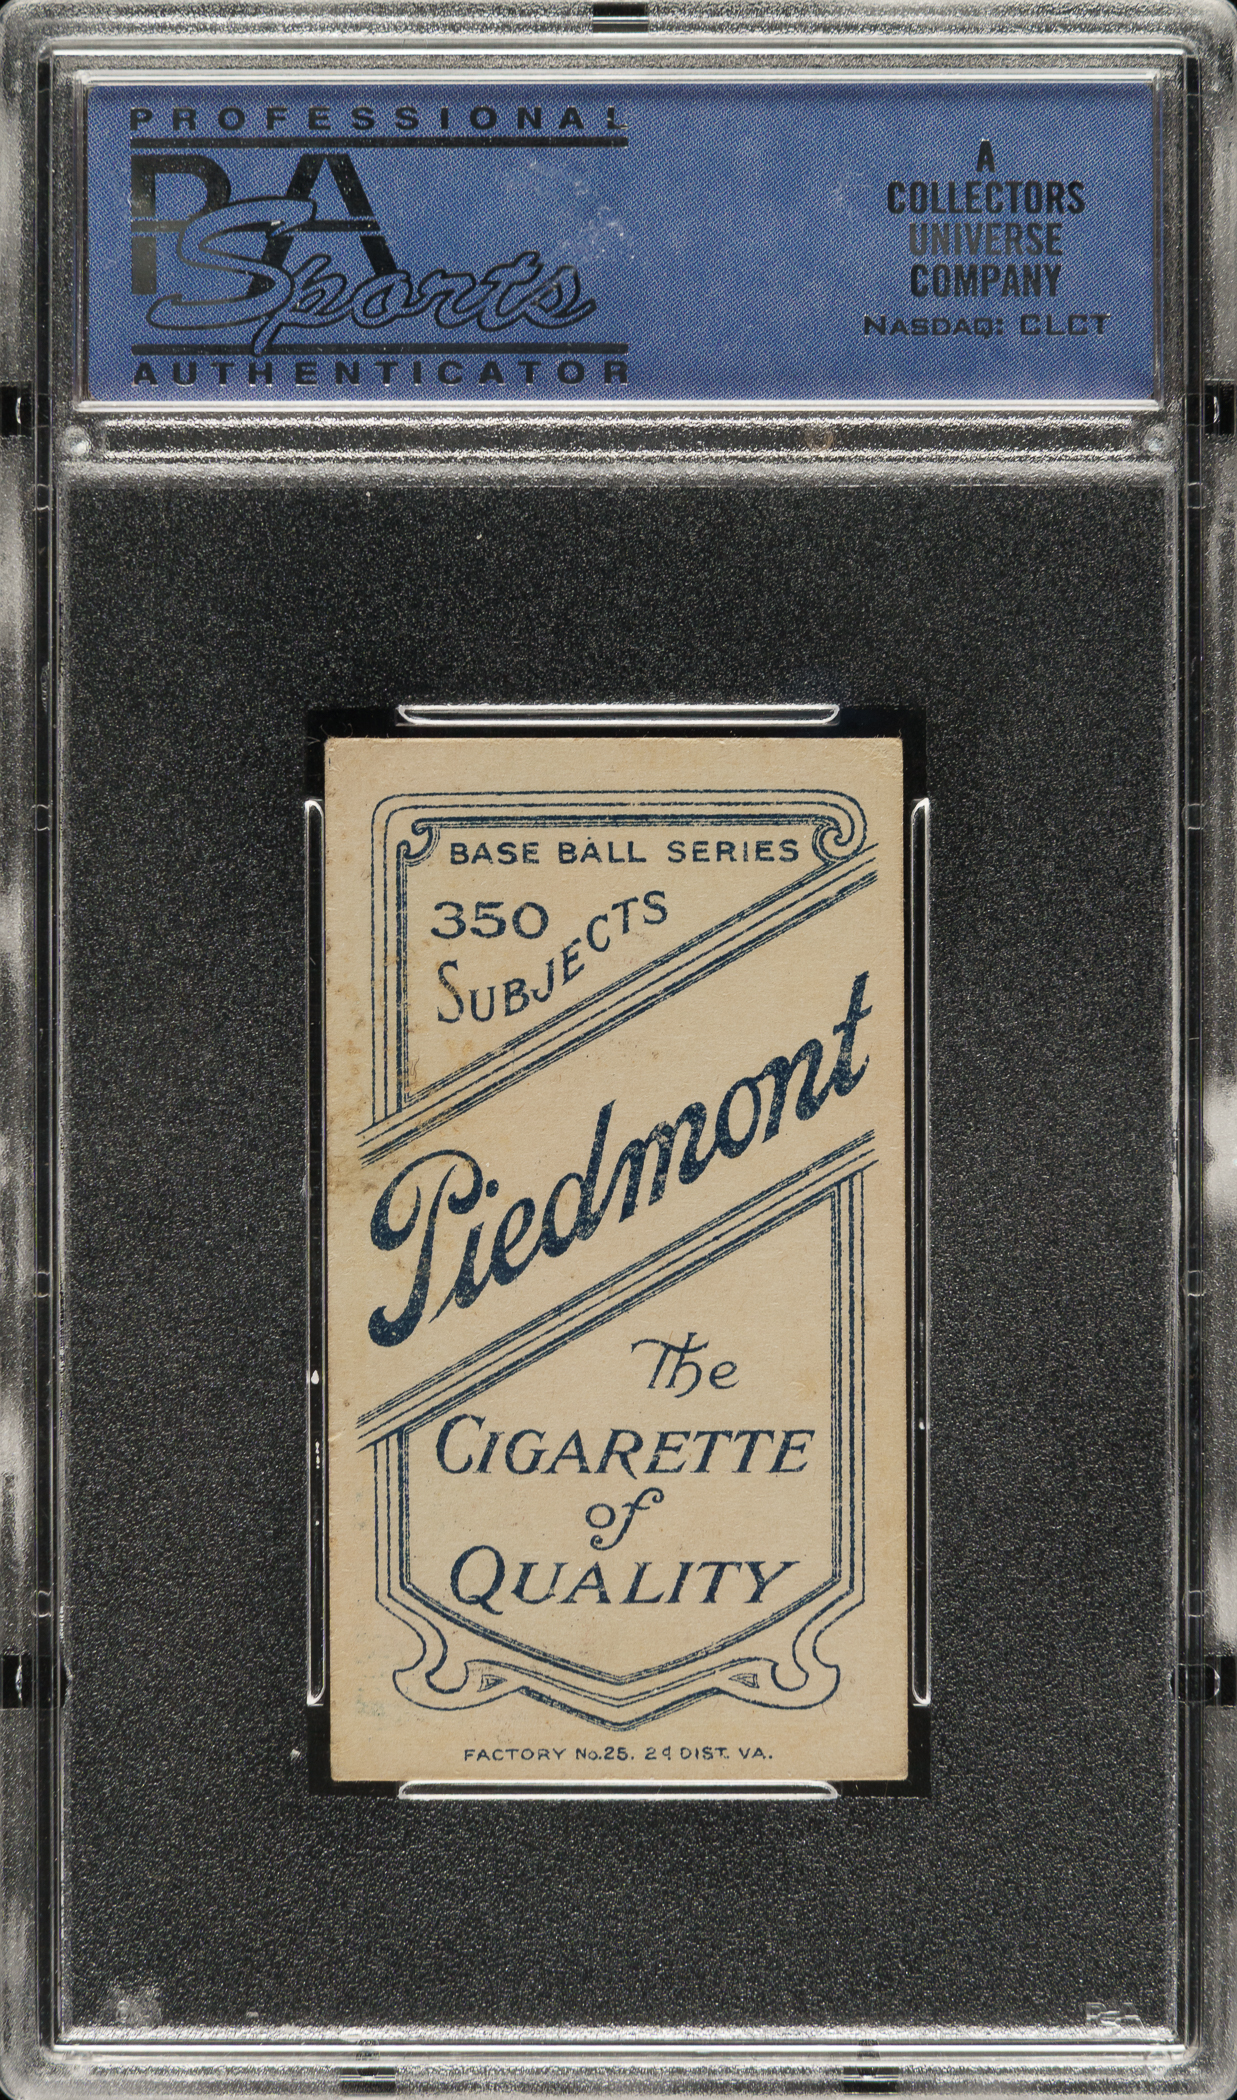 PROFESSIONAL
PSA
Sports
AUTHENTICATOR
A
COLLECTORS
UNIVERSE
COMPANY
NASDAQ: CLCT
BASE BALL SERIES
350
SUBJECTS
Piedmont
The
CIGARETTE
of
QUALITY
FACTORY No.25. 2d DIST. VA.
PSA